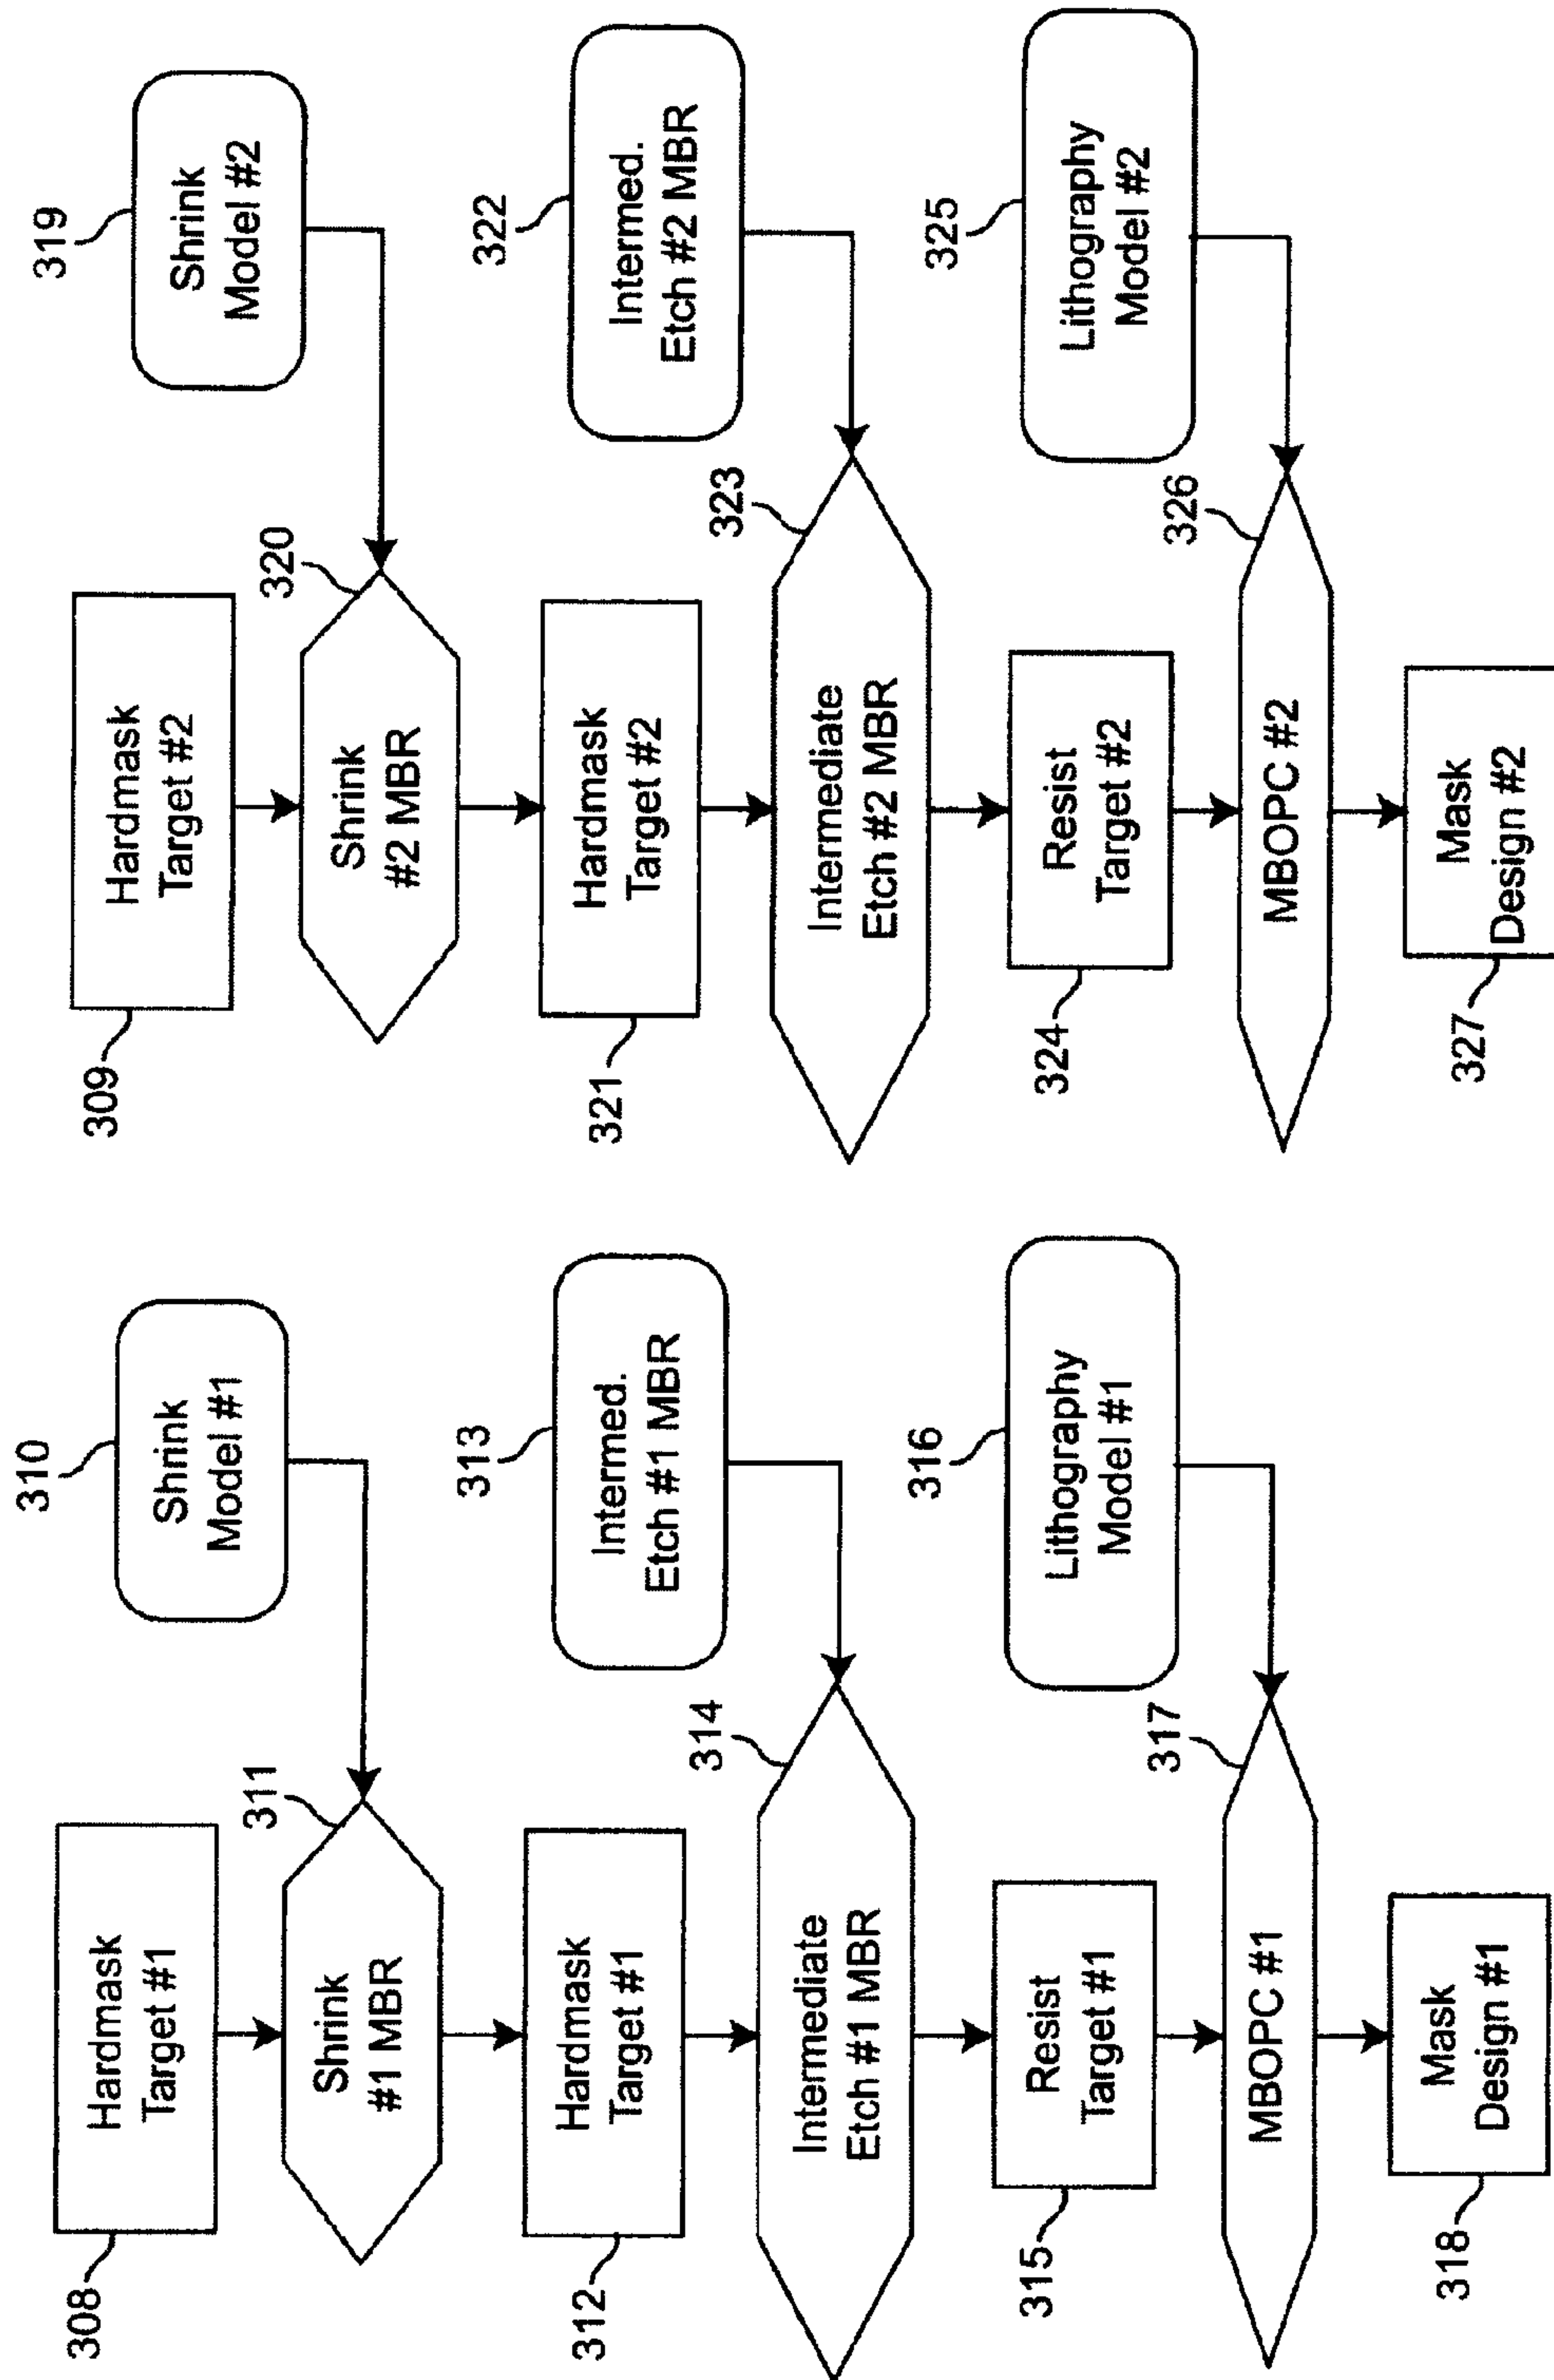 310
Shrink
Model #1
308
Hardmask
Target #1
311
Shrink
#1 MBR
313
Intermed.
Etch #1 MBR
312
Hardmask
Target #1
314
Intermediate
Etch #1 MBR
316
Lithography
Model #1
315
Resist
Target #1
317
MBOPC #1
318
Mask
Design #1
319
Shrink
Model #2
309
Hardmask
Target #2
320
Shrink
#2 MBR
322
Intermed.
Etch #2 MBR
321
Hardmask
Target #2
323
Intermediate
Etch #2 MBR
325
Lithography
Model #2
324
Resist
Target #2
326
MBOPC #2
327
Mask
Design #2